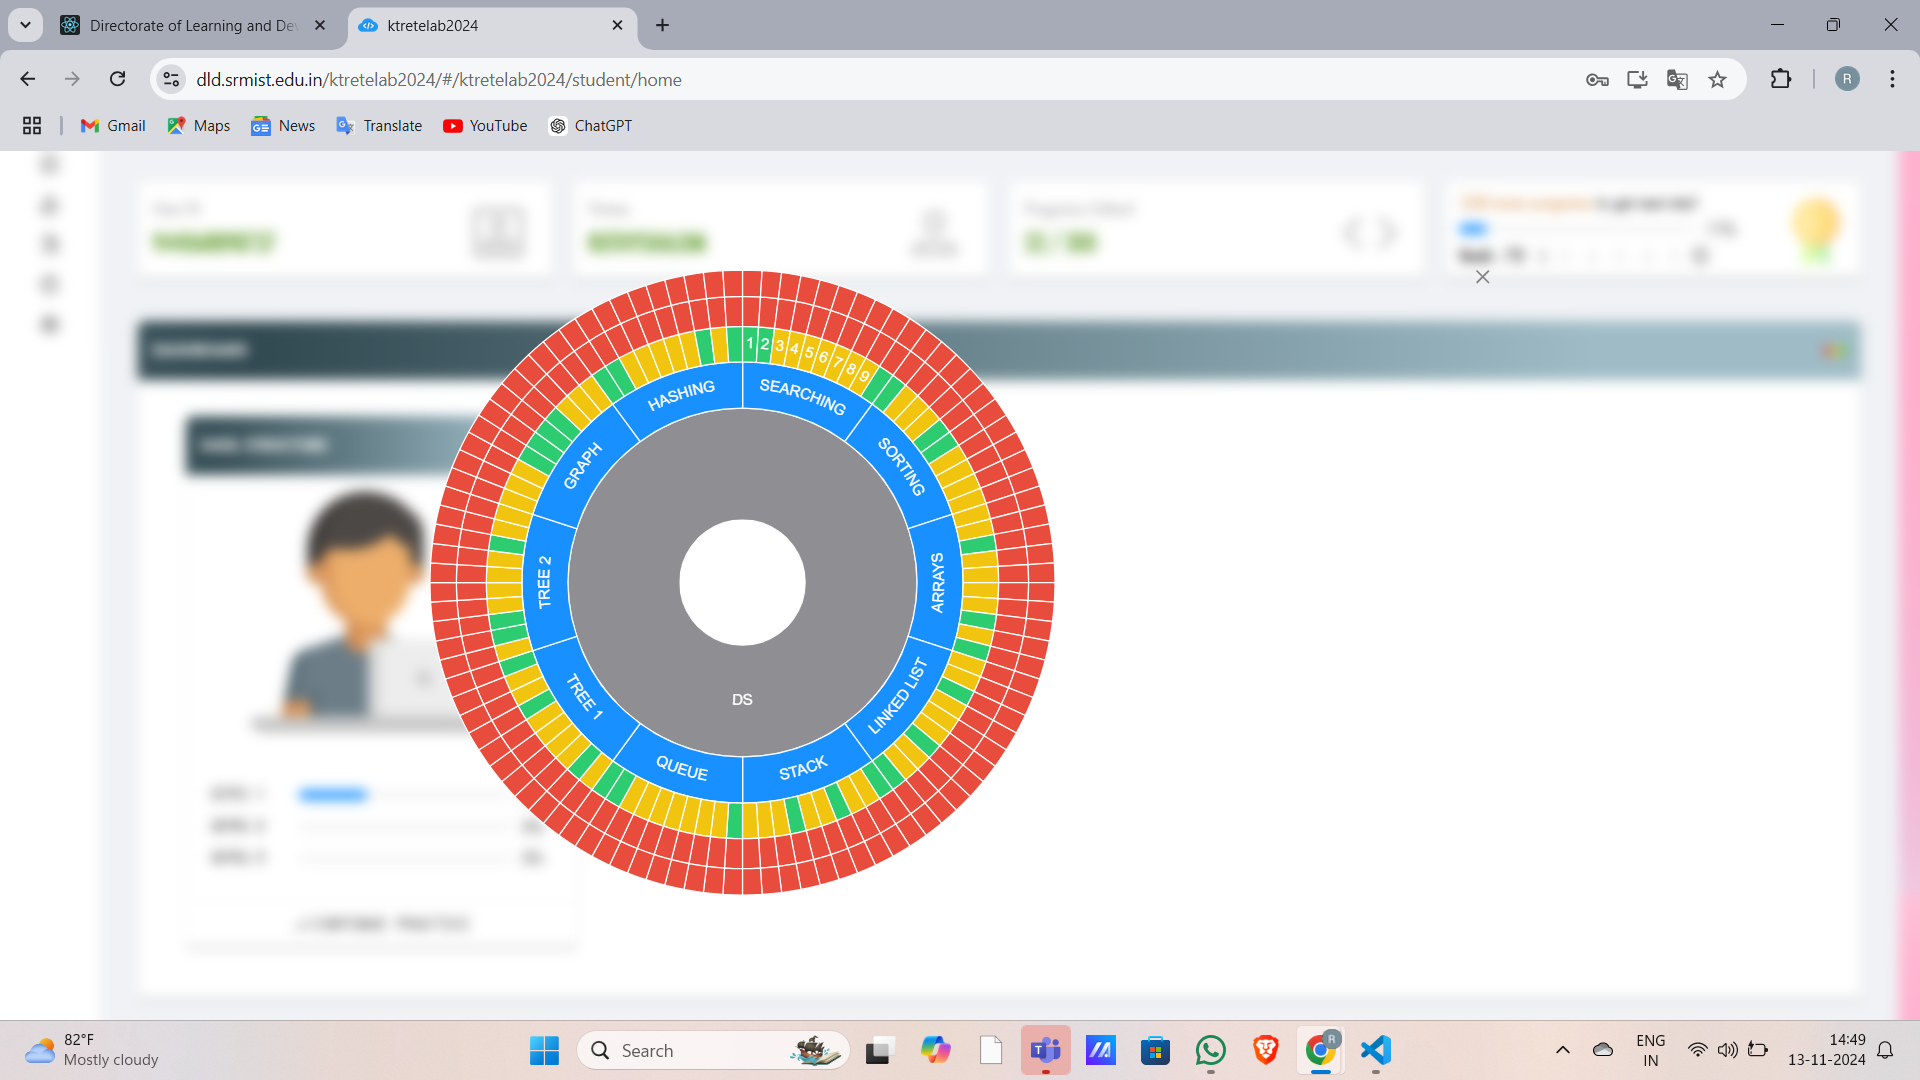 Directorate of Learning and De
ktretelab2024
dld.srmist.edu.in/ktretelab2024/#/ktretelab2024/student/home
R
Gmail
Maps
News
Translate
YouTube
ChatGPT
1 2 3 4 5 6 7 8 9
HASHING
SEARCHING
GRAPH
SORTING
TREE 2
ARRAYS
TREE 1
LINKED LIST
DS
QUEUE
STACK
82°F
Mostly cloudy
Search
R
ENG
IN
14:49
13-11-2024